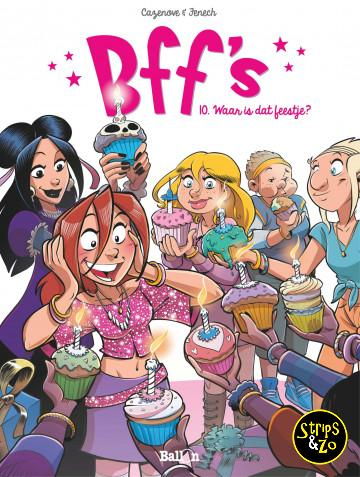 Cazenove & Fenech
Bff's
10. Waar is dat feestje?
Ballon
Strips
&Zo